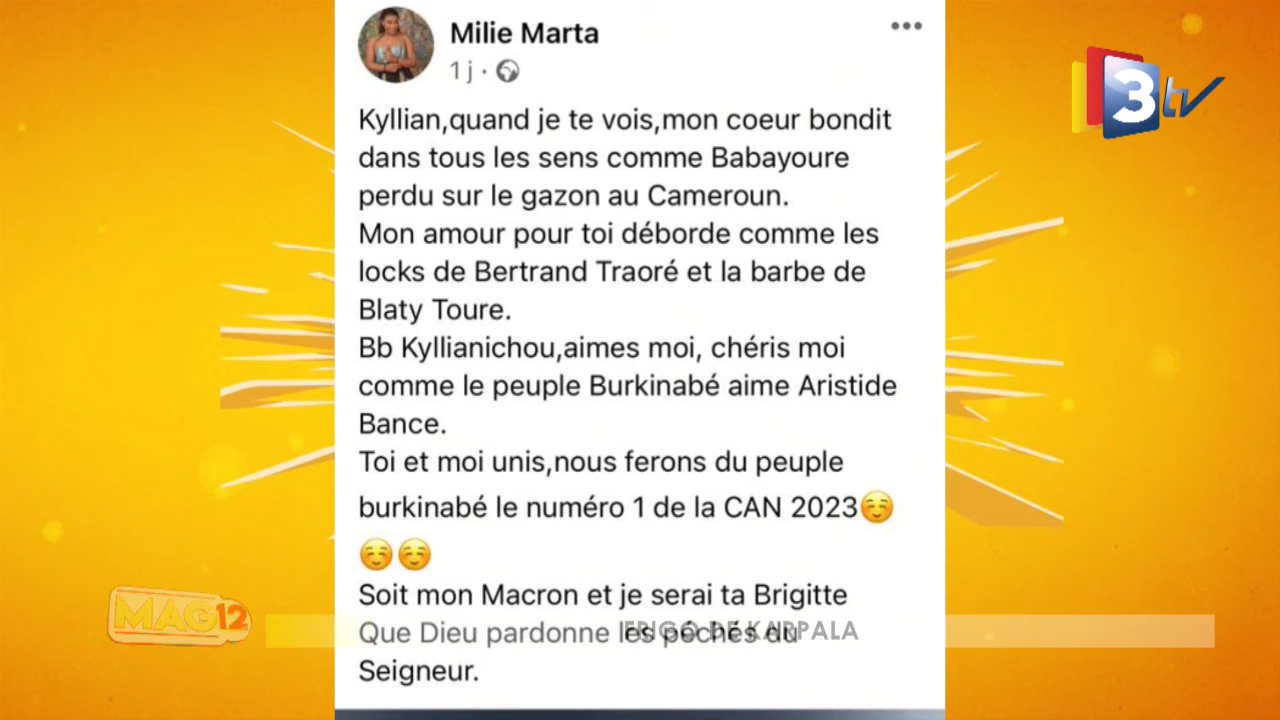 Milie Marta
1 j ·
3tv
Kyllian,quand je te vois,mon coeur bondit
dans tous les sens comme Babayoure
perdu sur le gazon au Cameroun.
Mon amour pour toi déborde comme les
locks de Bertrand Traoré et la barbe de
Blaty Toure.
Bb Kyllianichou,aimes moi, chéris moi
comme le peuple Burkinabé aime Aristide
Bance.
Toi et moi unis,nous ferons du peuple
burkinabé le numéro 1 de la CAN 2023☺️
☺️☺️
Soit mon Macron et je serai ta Brigitte
Que Dieu pardonne les péchés du
Seigneur.
MAG12
FRIGO DE KARPALA